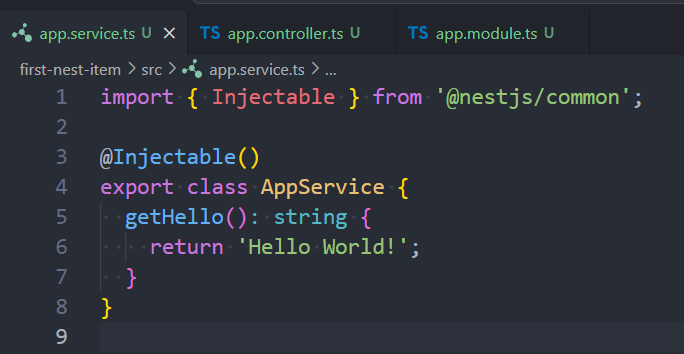 app.service.ts U × TS app.controller.ts U TS app.module.ts U
first-nest-item > src > app.service.ts > ...
1 import { Injectable } from '@nestjs/common';
2
3 @Injectable()
4 export class AppService {
5   getHello(): string {
6     return 'Hello World!';
7   }
8 }
9